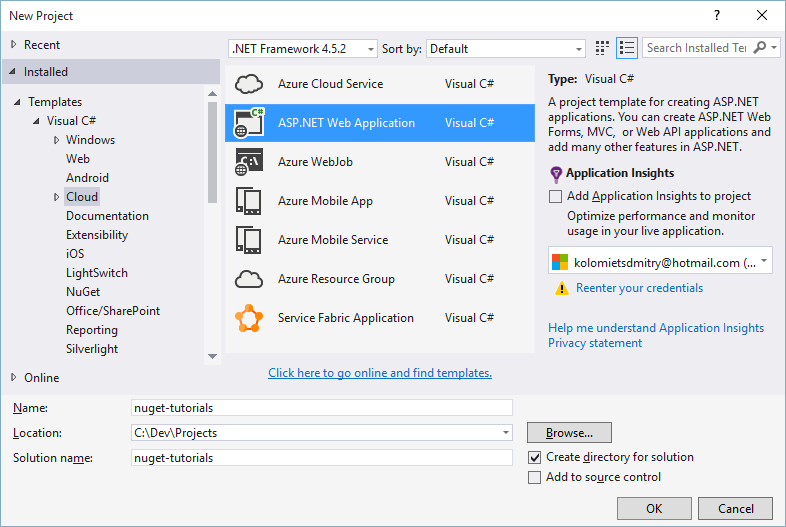 New Project
?
Recent
.NET Framework 4.5.2
Sort by:
Default
Search Installed Te
Installed
Templates
Visual C#
Windows
Web
Android
Cloud
Documentation
Extensibility
iOS
LightSwitch
NuGet
Office/SharePoint
Reporting
Silverlight
Online
Azure Cloud Service Visual C#
ASP.NET Web Application Visual C#
Azure WebJob Visual C#
Azure Mobile App Visual C#
Azure Mobile Service Visual C#
Azure Resource Group Visual C#
Service Fabric Application Visual C#
Click here to go online and find templates.
Type: Visual C#
A project template for creating ASP.NET
applications. You can create ASP.NET Web
Forms, MVC, or Web API applications and
add many other features in ASP.NET.
Application Insights
Add Application Insights to project
Optimize performance and monitor
usage in your live application.
kolomietsdmitry@hotmail.com (...
Reenter your credentials
Help me understand Application Insights
Privacy statement
Name: nuget-tutorials
Location: C:\Dev\Projects
Browse...
Solution name: nuget-tutorials
Create directory for solution
Add to source control
OK
Cancel